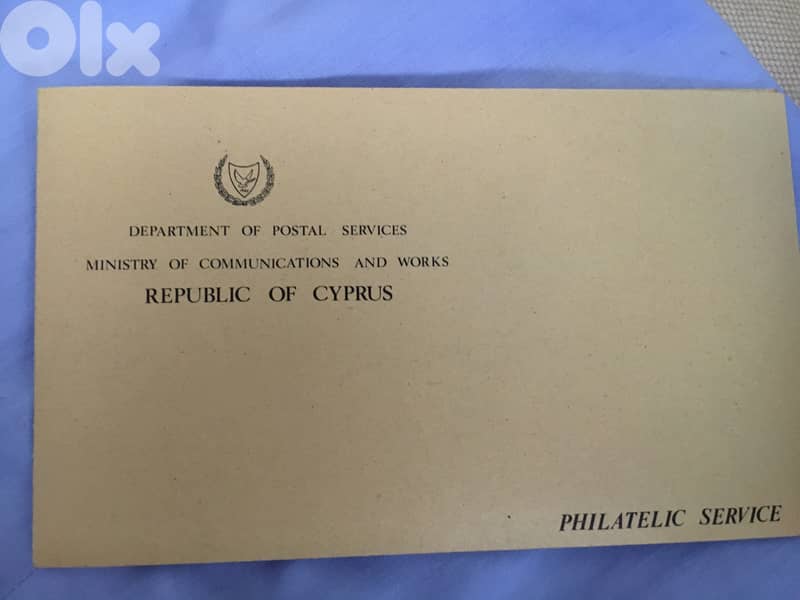 OLX
DEPARTMENT OF POSTAL SERVICES
MINISTRY OF COMMUNICATIONS AND WORKS
REPUBLIC OF CYPRUS
PHILATELIC SERVICE